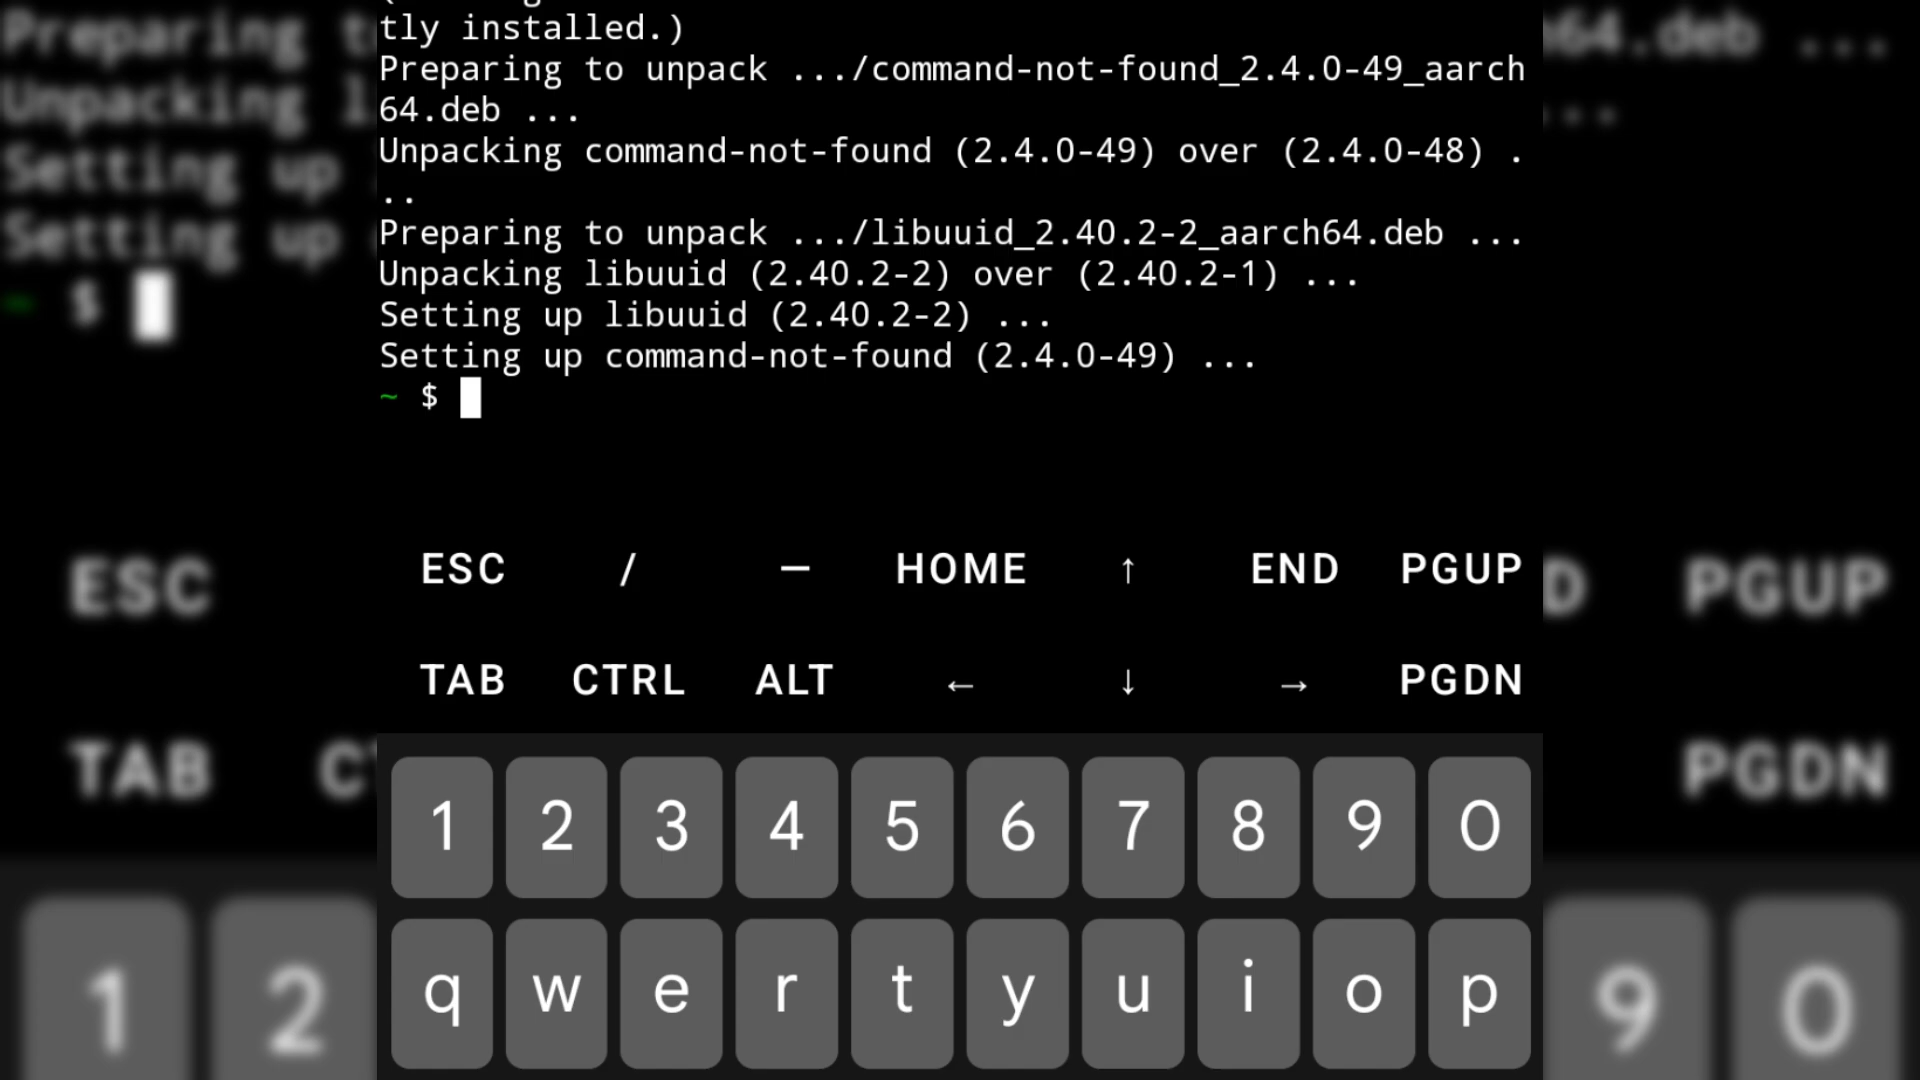 tly installed.)
Preparing to unpack .../command-not-found_2.4.0-49_aarch
64.deb ...
Unpacking command-not-found (2.4.0-49) over (2.4.0-48) .
..
Preparing to unpack .../libuuid_2.40.2-2_aarch64.deb ...
Unpacking libuuid (2.40.2-2) over (2.40.2-1) ...
Setting up libuuid (2.40.2-2) ...
Setting up command-not-found (2.4.0-49) ...
~ $
ESC / — HOME ↑ END PGUP
TAB CTRL ALT ← ↓ → PGDN
1 2 3 4 5 6 7 8 9 0
q w e r t y u i o p